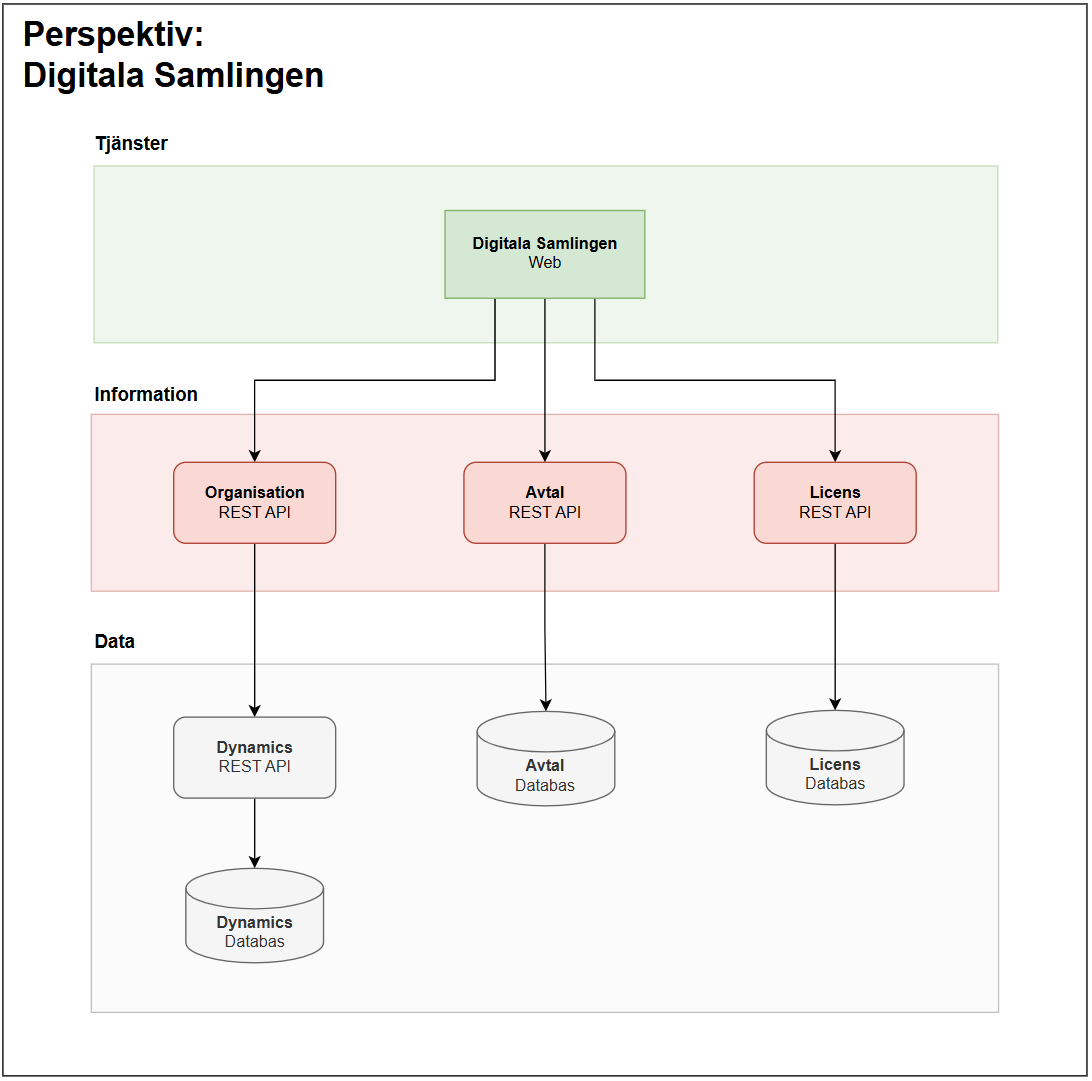 Perspektiv:
Digitala Samlingen
Tjänster
Digitala Samlingen
Web
Information
Organisation
REST API
Avtal
REST API
Licens
REST API
Data
Dynamics
REST API
Avtal
Databas
Licens
Databas
Dynamics
Databas